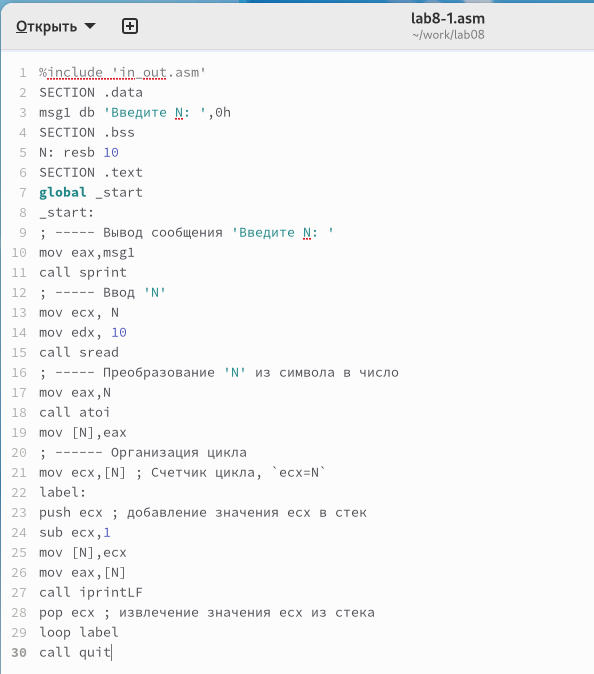 Открыть
lab8-1.asm
~/work/lab08
1 %include 'in_out.asm'
2 SECTION .data
3 msg1 db 'Введите N: ',0h
4 SECTION .bss
5 N: resb 10
6 SECTION .text
7 global _start
8 _start:
9 ; ----- Вывод сообщения 'Введите N: '
10 mov eax,msg1
11 call sprint
12 ; ----- Ввод 'N'
13 mov ecx, N
14 mov edx, 10
15 call sread
16 ; ----- Преобразование 'N' из символа в число
17 mov eax,N
18 call atoi
19 mov [N],eax
20 ; ------ Организация цикла
21 mov ecx,[N] ; Счетчик цикла, `ecx=N`
22 label:
23 push ecx ; добавление значения ecx в стек
24 sub ecx,1
25 mov [N],ecx
26 mov eax,[N]
27 call iprintLF
28 pop ecx ; извлечение значения ecx из стека
29 loop label
30 call quit